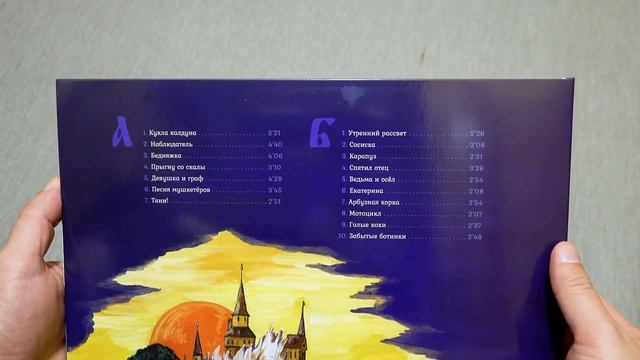 А
1. Кукла колдуна 3'21
2. Наблюдатель 4'40
3. Бедняжка 4'06
4. Прыгну со скалы 3'10
5. Девушка и граф 4'29
6. Песня мушкетёров 3'45
7. Тяни! 2'51
Б
1. Утренний рассвет 2'26
2. Сосиска 2'08
3. Карапуз 2'31
4. Спятил отец 3'26
5. Ведьма и осёл 2'54
6. Екатерина 2'08
7. Арбузная корка 2'54
8. Мотоцикл 2'07
9. Голые коки 2'37
10. Забытые ботинки 2'46